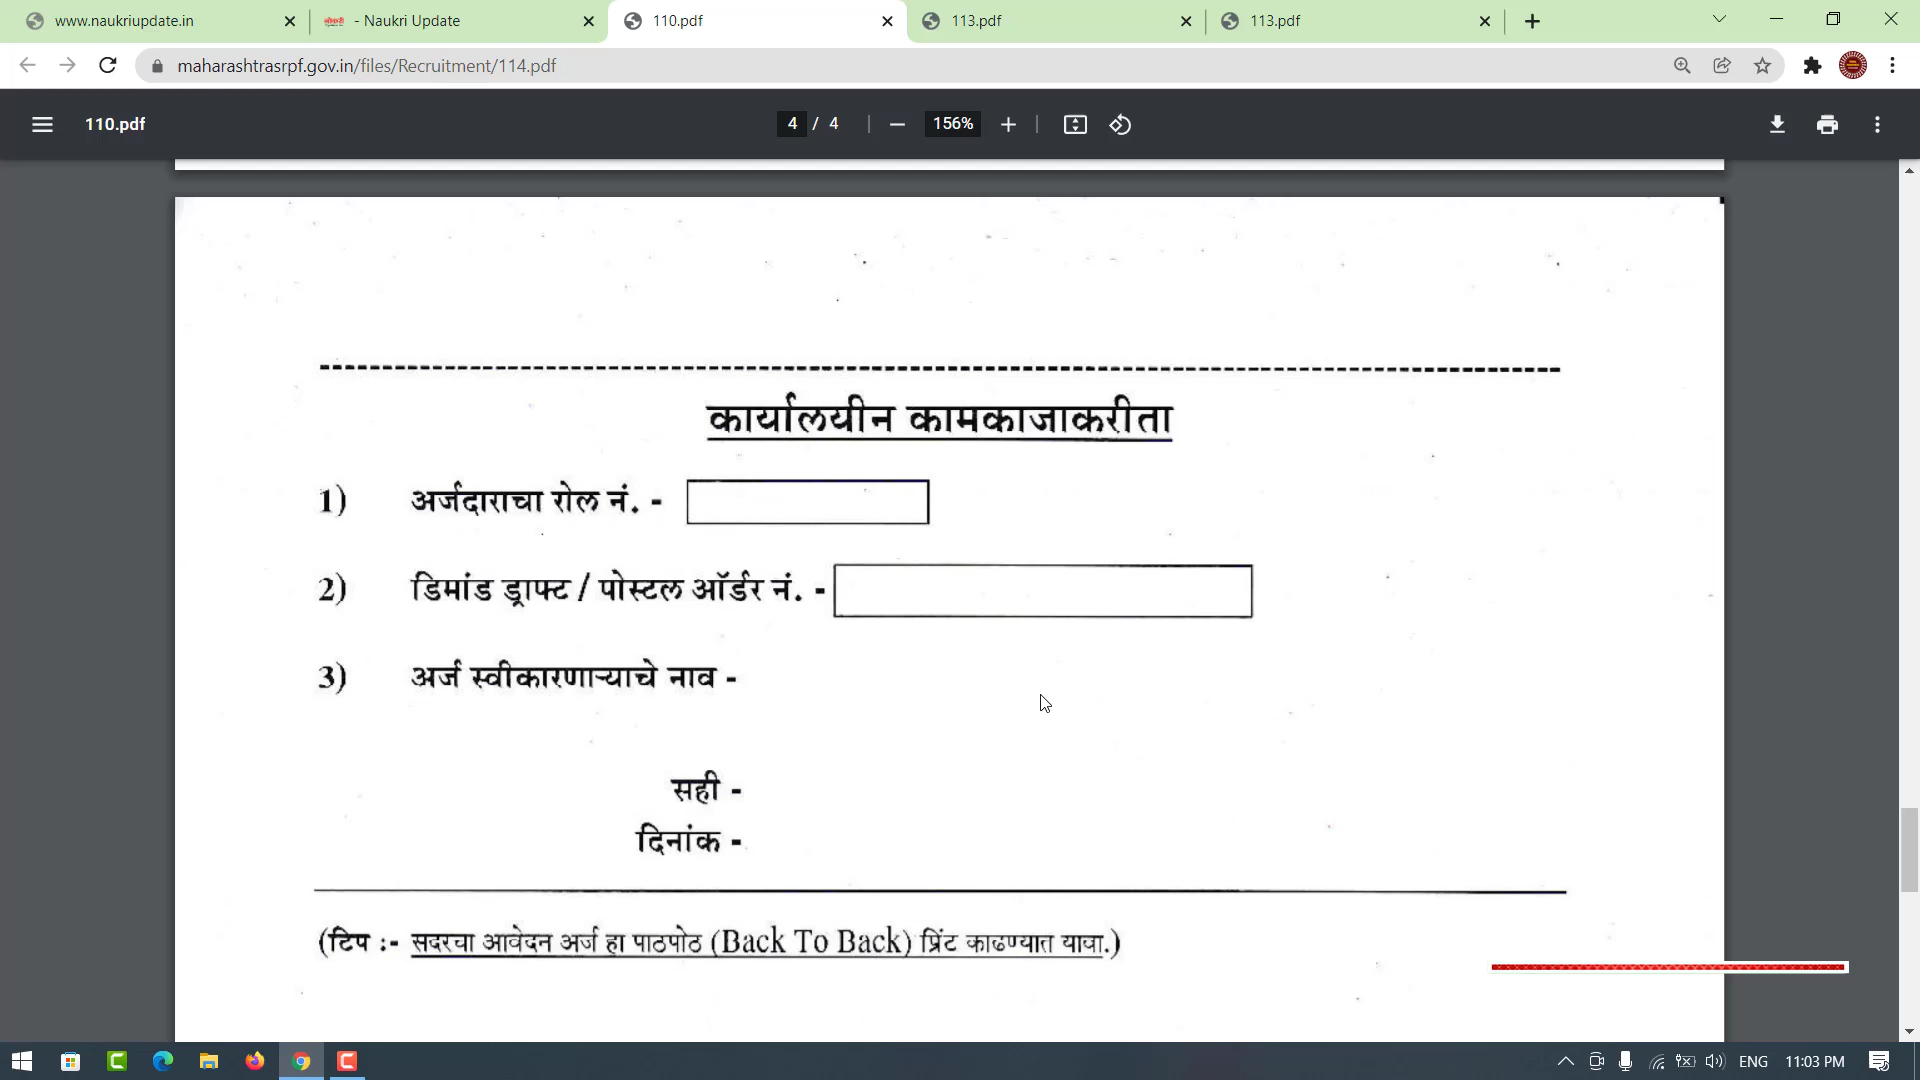 www.naukriupdate.in
- Naukri Update
110.pdf
113.pdf
113.pdf
maharashtrasrpf.gov.in/files/Recruitment/114.pdf
110.pdf
4 / 4
156%
कार्यालयीन कामकाजाकरीता
1) अर्जदाराचा रोल नं. -
2) डिमांड ड्राफ्ट / पोस्टल ऑर्डर नं. -
3) अर्ज स्वीकारणाऱ्याचे नाव -
सही -
दिनांक -
(टिप :- सदरचा आवेदन अर्ज हा पाठपोठ (Back To Back) प्रिंट काढण्यात यावा.)
ENG
11:03 PM